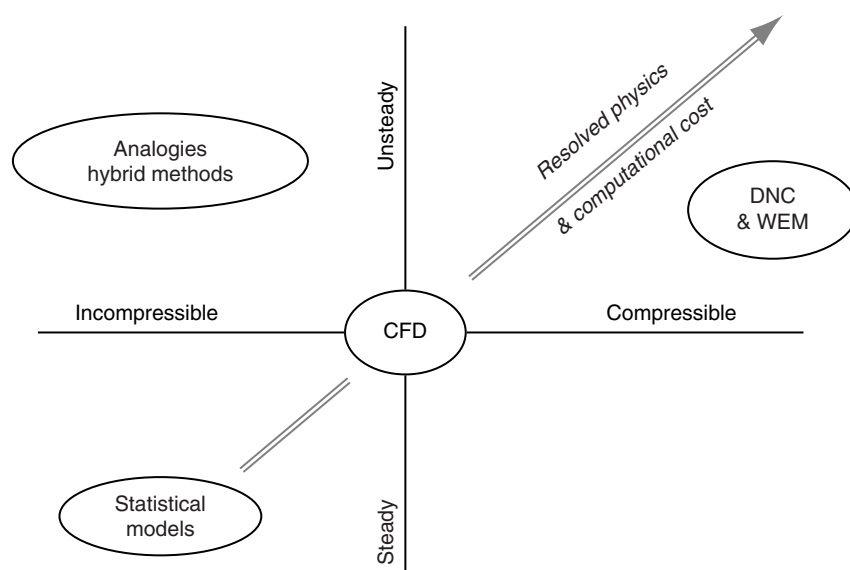 Unsteady
Resolved physics
& computational cost
Analogies
hybrid methods
DNC
& WEM
Incompressible
CFD
Compressible
Statistical
models
Steady